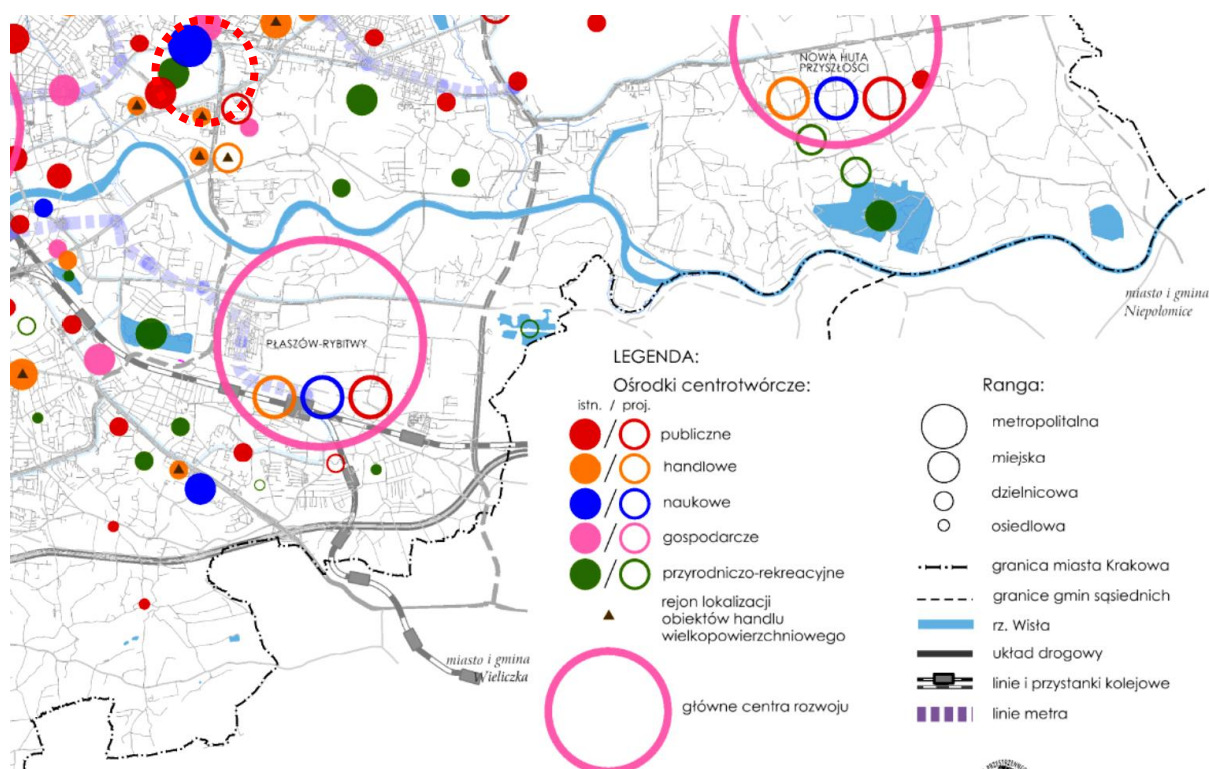 NOWA HUTA
PRZYSZŁOŚCI
miasto i gmina
Niepołomice
PŁASZÓW-RYBITWY
miasto i gmina
Wieliczka
LEGENDA:
Ośrodki centrotwórcze:
istn. / proj.
publiczne
handlowe
naukowe
gospodarcze
przyrodniczo-rekreacyjne
rejon lokalizacji
obiektów handlu
wielkopowierzchniowego
główne centra rozwoju
Ranga:
metropolitalna
miejska
dzielnicowa
osiedlowa
granica miasta Krakowa
granice gmin sąsiednich
rz. Wisła
układ drogowy
linie i przystanki kolejowe
linie metra